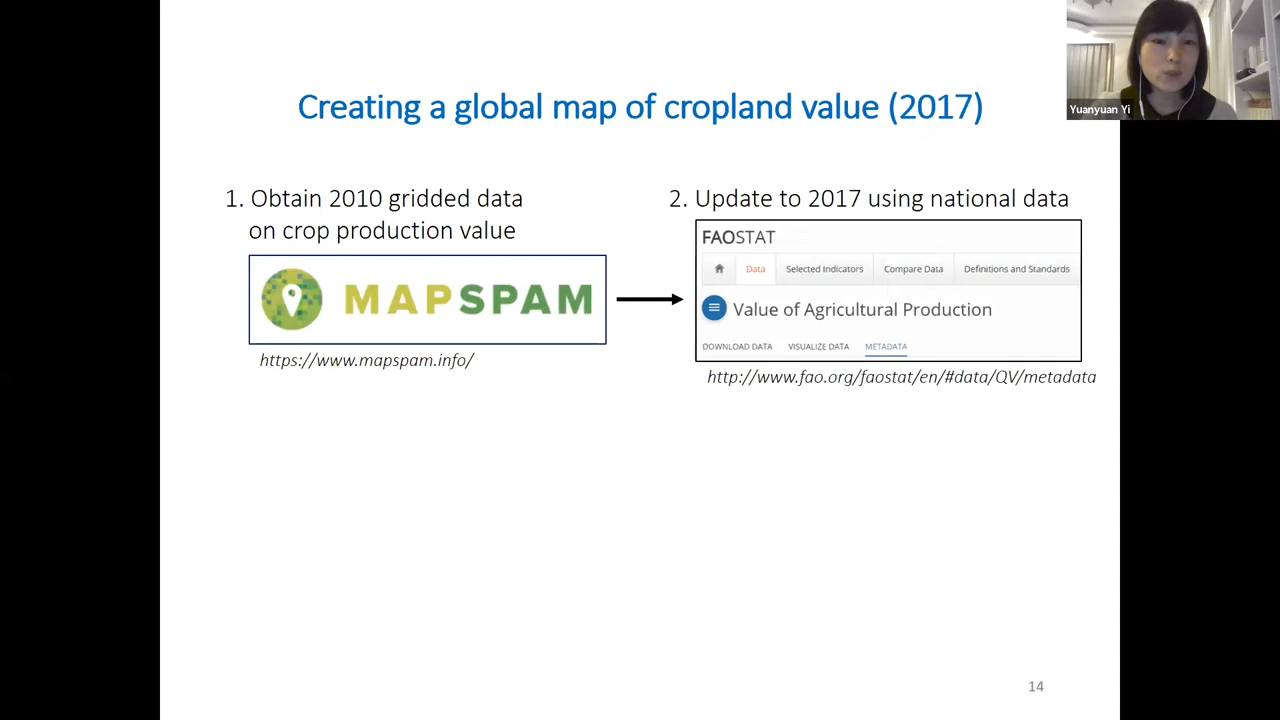 Yuanyuan Yi
Creating a global map of cropland value (2017)
1. Obtain 2010 gridded data
on crop production value
MAPSPAM
https://www.mapspam.info/
2. Update to 2017 using national data
FAOSTAT
Data Selected Indicators Compare Data Definitions and Standards
Value of Agricultural Production
DOWNLOAD DATA VISUALIZE DATA METADATA
http://www.fao.org/faostat/en/#data/QV/metadata
14